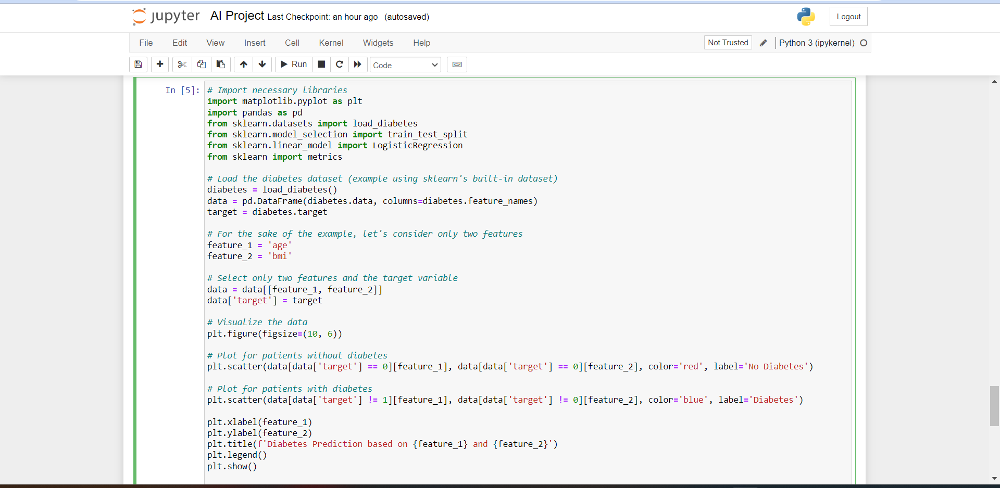 jupyter AI Project Last Checkpoint: an hour ago (autosaved) Logout
File Edit View Insert Cell Kernel Widgets Help Not Trusted Python 3 (ipykernel)
Run Code
In [5]:
# Import necessary libraries
import matplotlib.pyplot as plt
import pandas as pd
from sklearn.datasets import load_diabetes
from sklearn.model_selection import train_test_split
from sklearn.linear_model import LogisticRegression
from sklearn import metrics

# Load the diabetes dataset (example using sklearn's built-in dataset)
diabetes = load_diabetes()
data = pd.DataFrame(diabetes.data, columns=diabetes.feature_names)
target = diabetes.target

# For the sake of the example, let's consider only two features
feature_1 = 'age'
feature_2 = 'bmi'

# Select only two features and the target variable
data = data[[feature_1, feature_2]]
data['target'] = target

# Visualize the data
plt.figure(figsize=(10, 6))

# Plot for patients without diabetes
plt.scatter(data[data['target'] == 0][feature_1], data[data['target'] == 0][feature_2], color='red', label='No Diabetes')

# Plot for patients with diabetes
plt.scatter(data[data['target'] != 1][feature_1], data[data['target'] != 0][feature_2], color='blue', label='Diabetes')

plt.xlabel(feature_1)
plt.ylabel(feature_2)
plt.title(f'Diabetes Prediction based on {feature_1} and {feature_2}')
plt.legend()
plt.show()